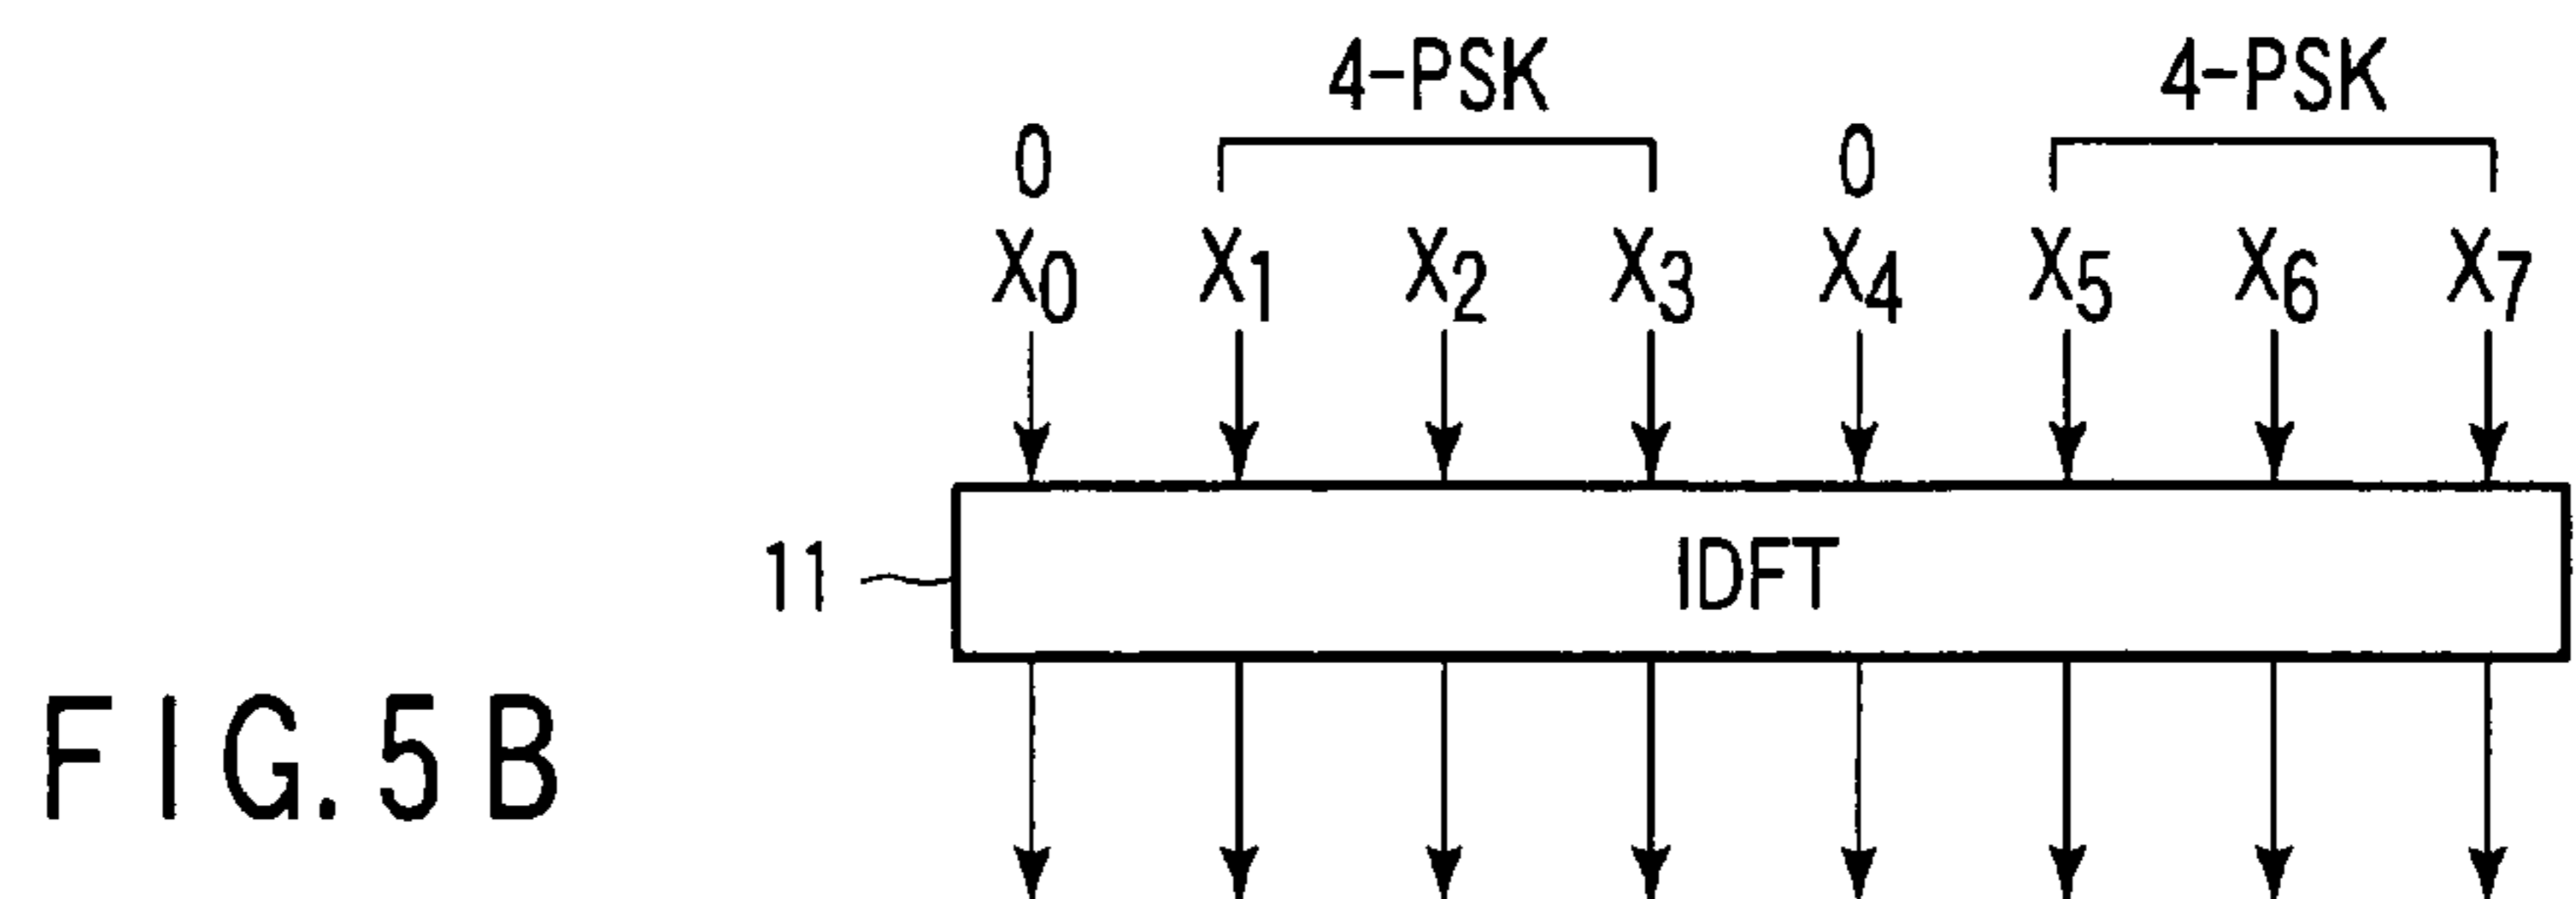 4-PSK 4-PSK
0 0
X0 X1 X2 X3 X4 X5 X6 X7
11 IDFT
FIG. 5B